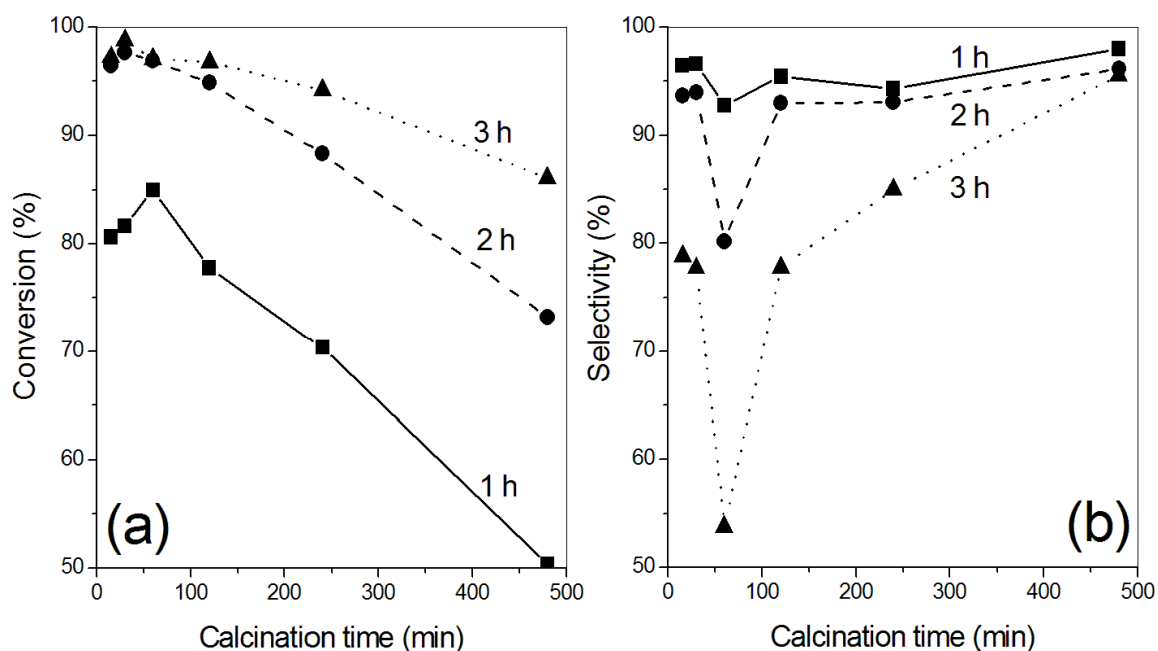 Conversion (%)
100
90
80
70
60
50
3 h
2 h
1 h
(a)
0 100 200 300 400 500
Calcination time (min)
Selectivity (%)
100
90
80
70
60
50
1 h
2 h
3 h
(b)
0 100 200 300 400 500
Calcination time (min)